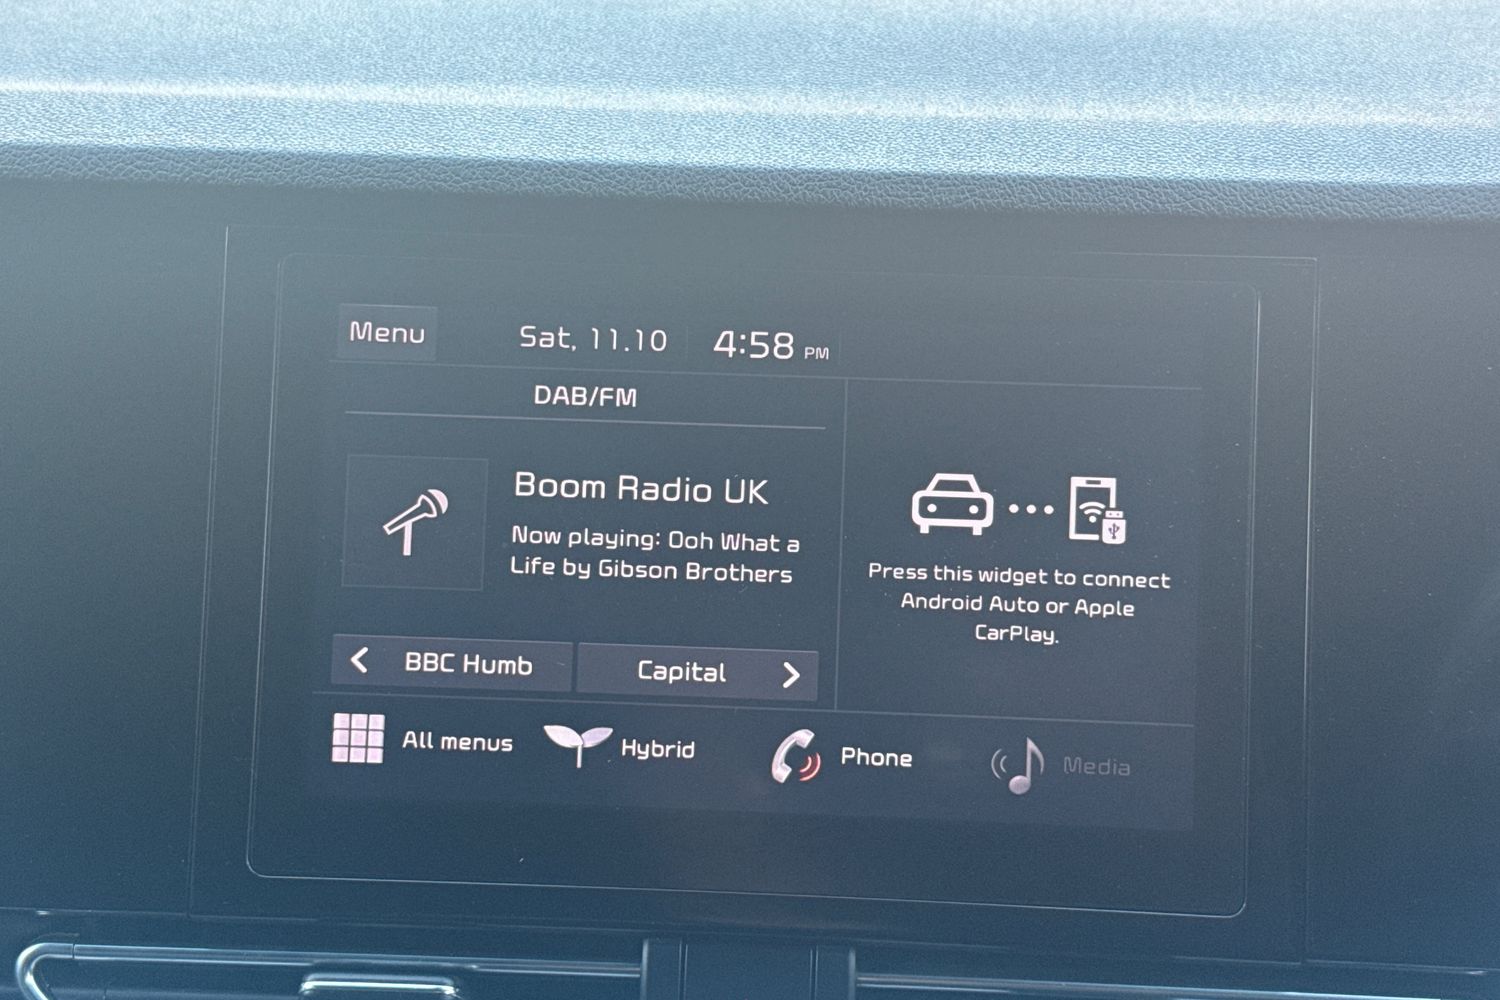 Menu
Sat, 11.10
4:58 PM
DAB/FM
Boom Radio UK
Now playing: Ooh What a
Life by Gibson Brothers
BBC Humb
Capital
Press this widget to connect
Android Auto or Apple
CarPlay.
All menus
Hybrid
Phone
Media